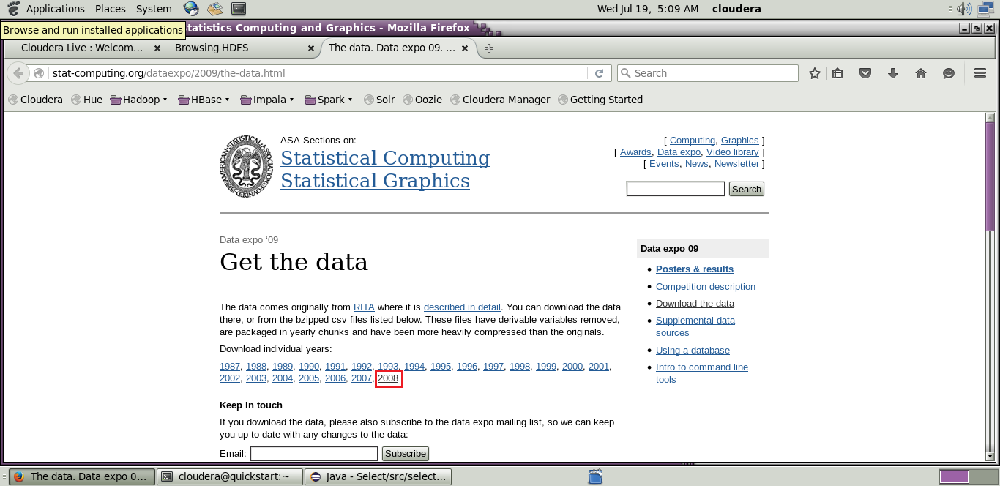 Applications Places System Wed Jul 19, 5:09 AM cloudera
Browse and run installed applications
tatistics Computing and Graphics - Mozilla Firefox
Cloudera Live : Welcom... Browsing HDFS The data. Data expo 09. ...
stat-computing.org/dataexpo/2009/the-data.html Search
Cloudera Hue Hadoop HBase Impala Spark Solr Oozie Cloudera Manager Getting Started
ASA Sections on:
Statistical Computing
Statistical Graphics
[ Computing, Graphics ]
[ Awards, Data expo, Video library ]
[ Events, News, Newsletter ]
Search
Data expo '09
Get the data
The data comes originally from RITA where it is described in detail. You can download the data
there, or from the bzipped csv files listed below. These files have derivable variables removed,
are packaged in yearly chunks and have been more heavily compressed than the originals.
Download individual years:
1987, 1988, 1989, 1990, 1991, 1992, 1993, 1994, 1995, 1996, 1997, 1998, 1999, 2000, 2001,
2002, 2003, 2004, 2005, 2006, 2007, 2008
Keep in touch
If you download the data, please also subscribe to the data expo mailing list, so we can keep
you up to date with any changes to the data:
Email: Subscribe
Data expo 09
Posters & results
Competition description
Download the data
Supplemental data
sources
Using a database
Intro to command line
tools
The data. Data expo 0... cloudera@quickstart:~ Java - Select/src/select...